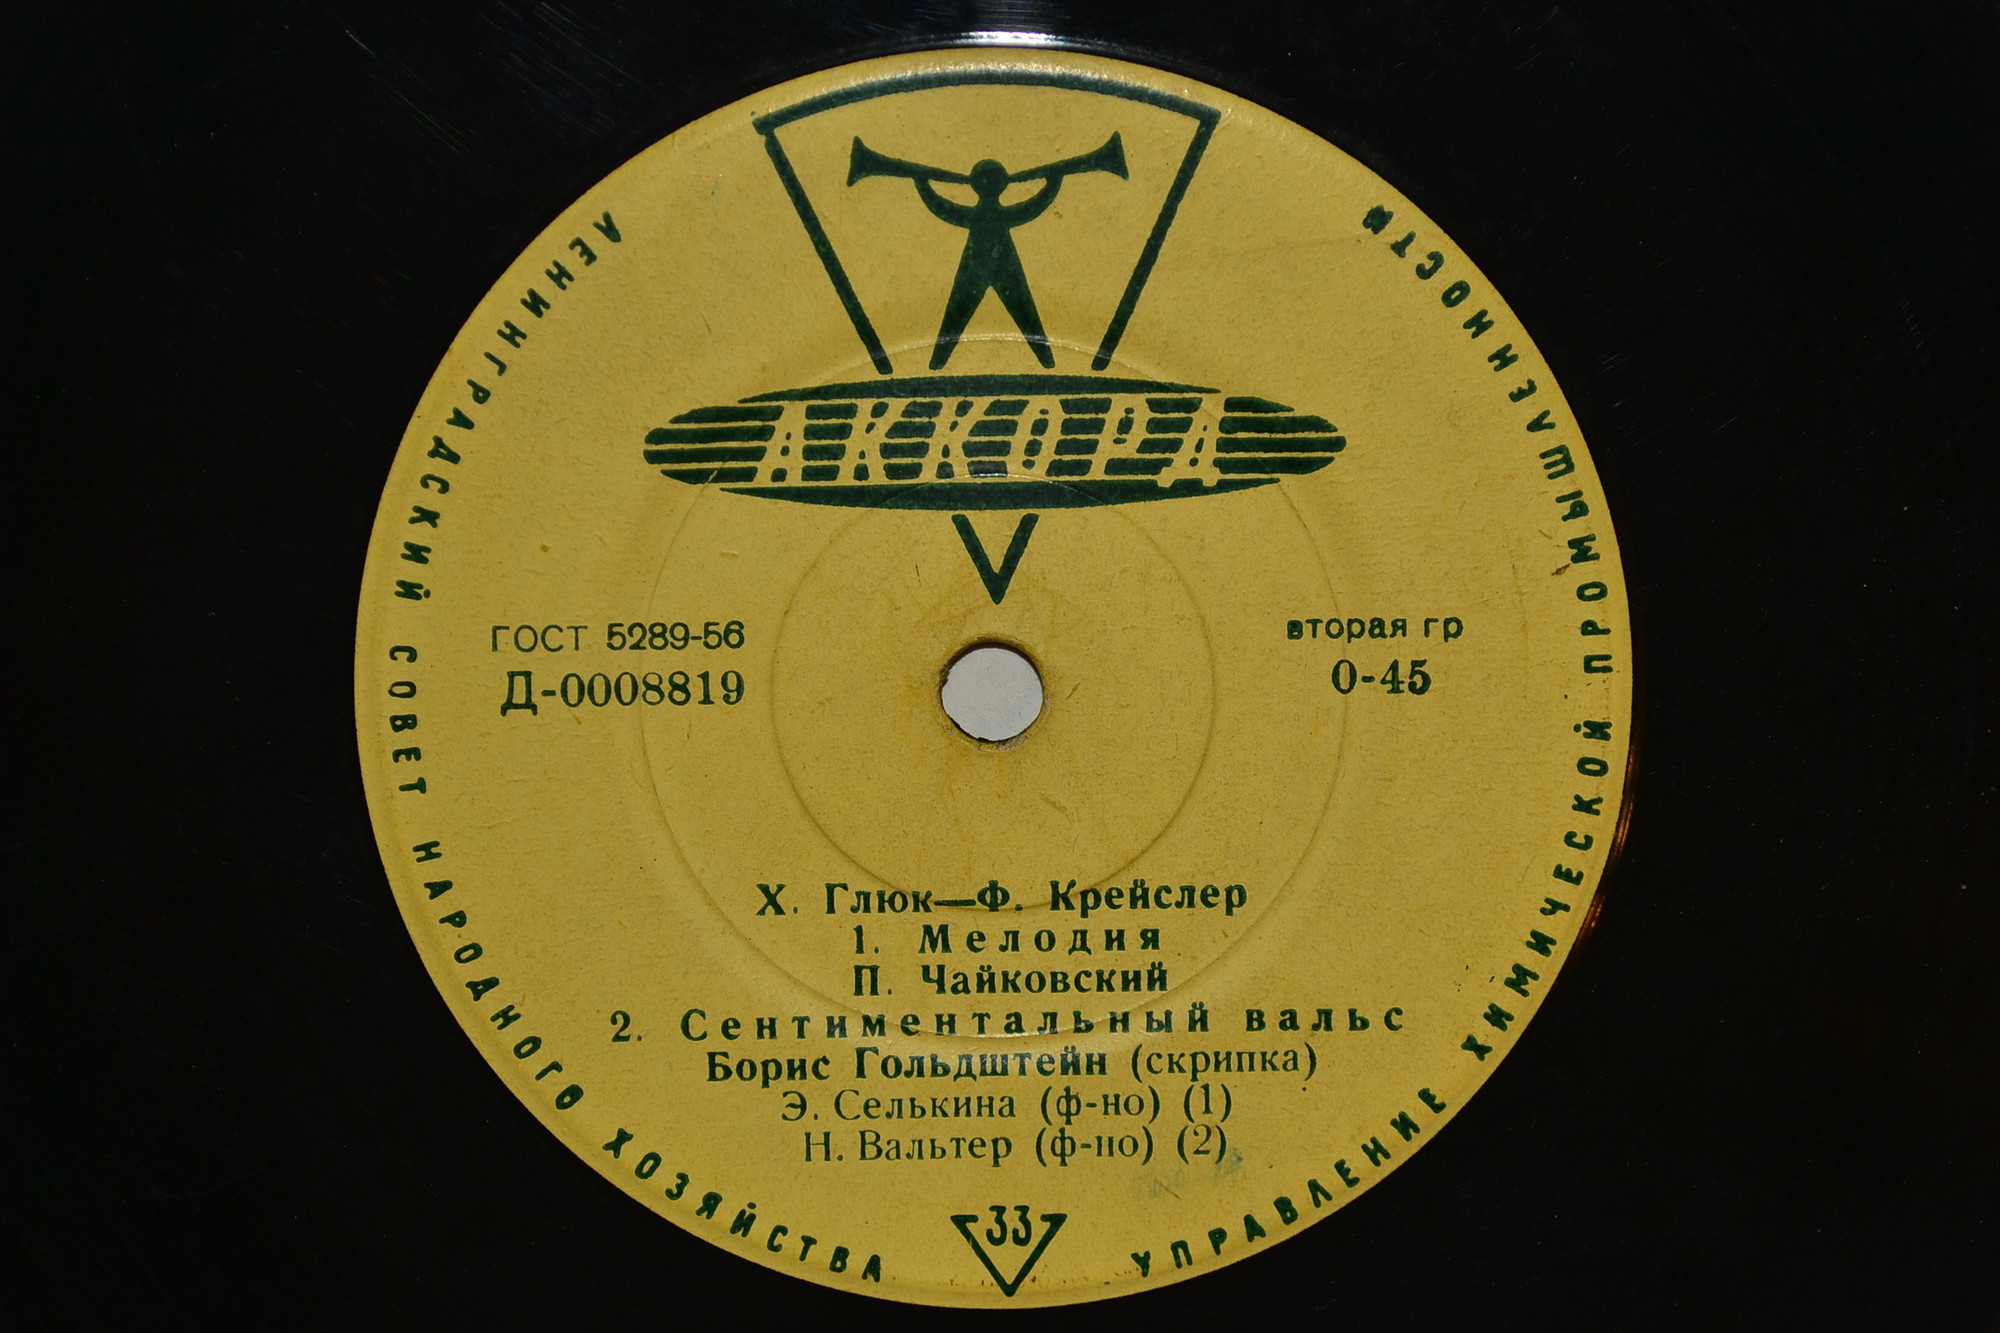 АККОРД
ЛЕНИНГРАДСКИЙ СОВЕТ НАРОДНОГО ХОЗЯЙСТВА
УПРАВЛЕНИЕ ХИМИЧЕСКОЙ ПРОМЫШЛЕННОСТИ
ГОСТ 5289-56
Д-0008819
вторая гр
0-45
Х. Глюк—Ф. Крейслер
1. Мелодия
П. Чайковский
2. Сентиментальный вальс
Борис Гольдштейн (скрипка)
Э. Селькина (ф-но) (1)
Н. Вальтер (ф-но) (2)
33